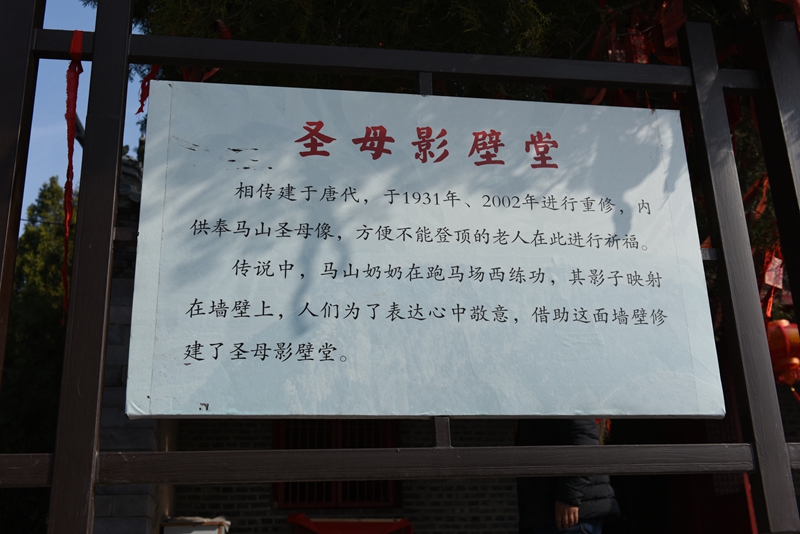 圣母影壁堂
相传建于唐代，于1931年、2002年进行重修，内
供奉马山圣母像，方便不能登顶的老人在此进行祈福。
传说中，马山奶奶在跑马场西练功，其影子映射
在墙壁上，人们为了表达心中敬意，借助这面墙壁修
建了圣母影壁堂。